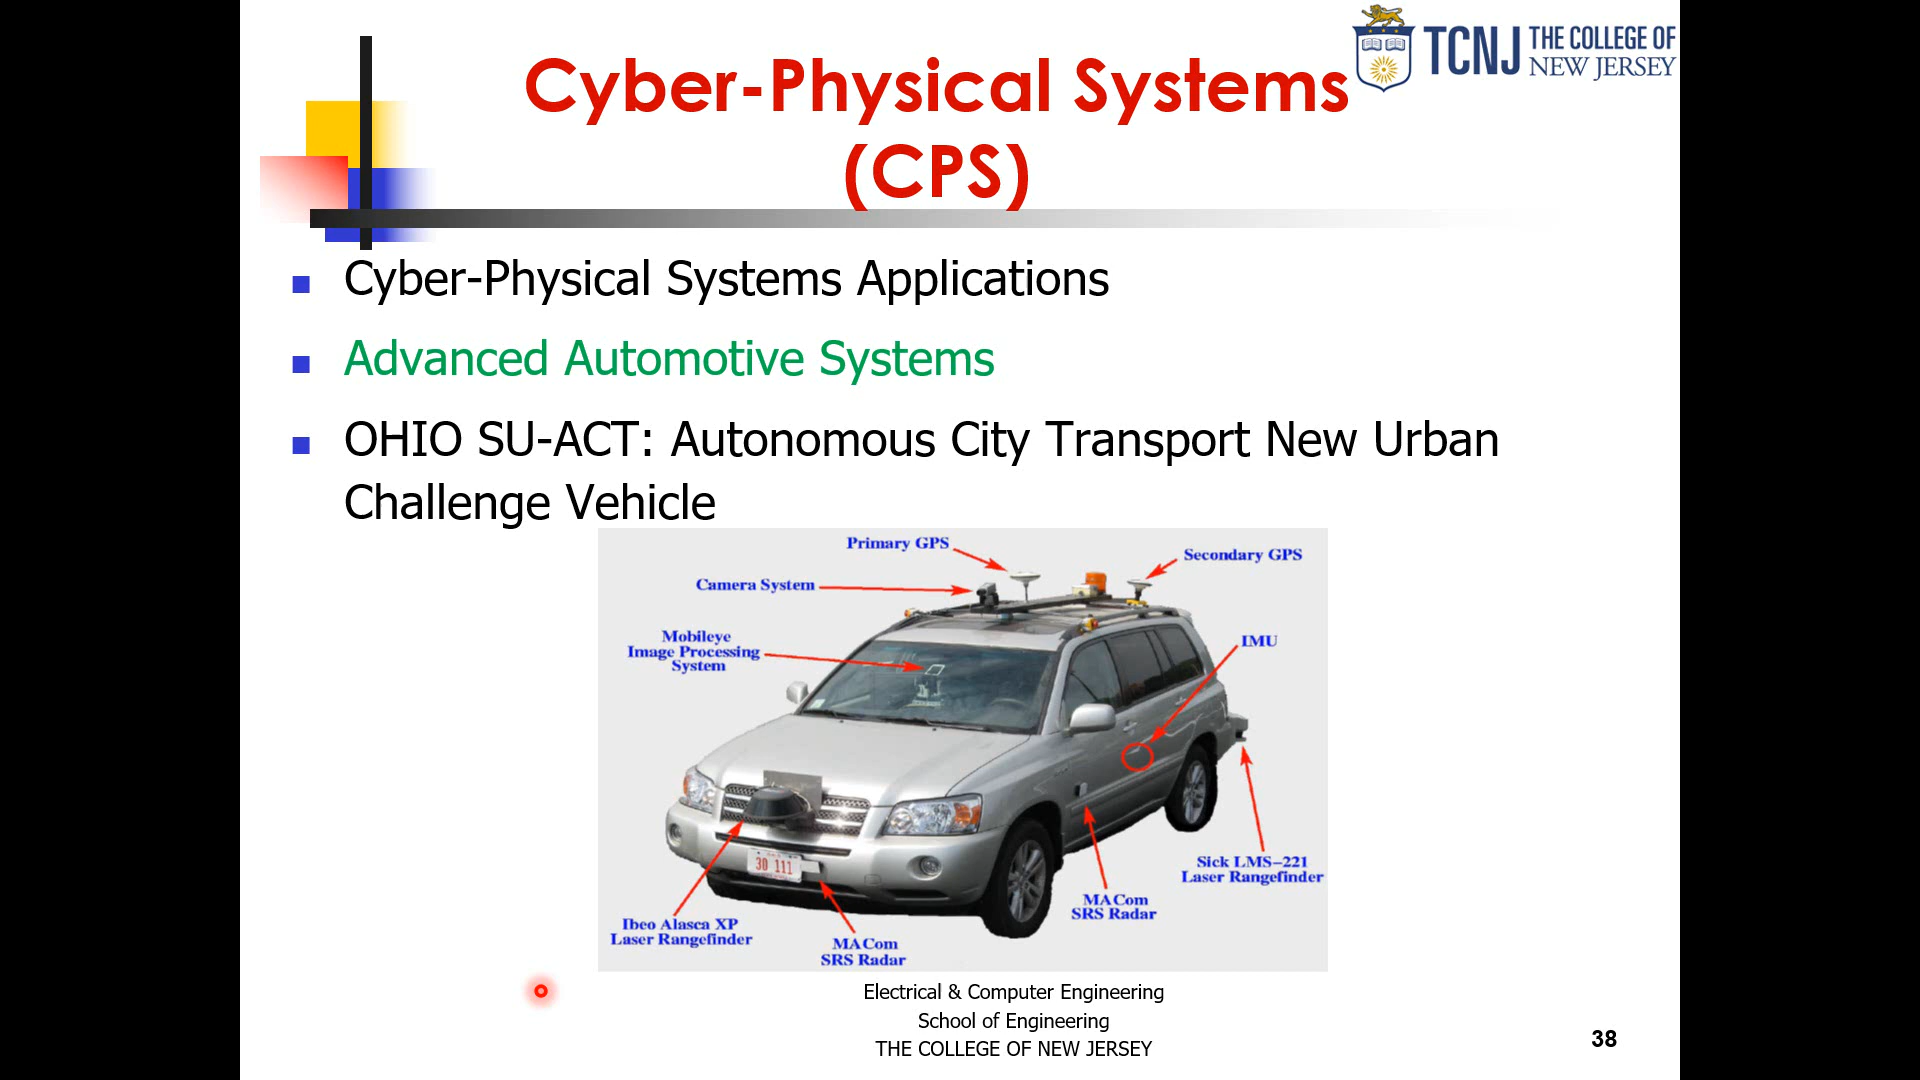 TCNJ THE COLLEGE OF
NEW JERSEY
Cyber-Physical Systems
(CPS)
Cyber-Physical Systems Applications
Advanced Automotive Systems
OHIO SU-ACT: Autonomous City Transport New Urban
Challenge Vehicle
Primary GPS
Secondary GPS
Camera System
Mobileye
Image Processing
System
IMU
30 111
Sick LMS-221
Laser Rangefinder
MACom
SRS Radar
Ibeo Alasca XP
Laser Rangefinder
MACom
SRS Radar
Electrical & Computer Engineering
School of Engineering
THE COLLEGE OF NEW JERSEY
38